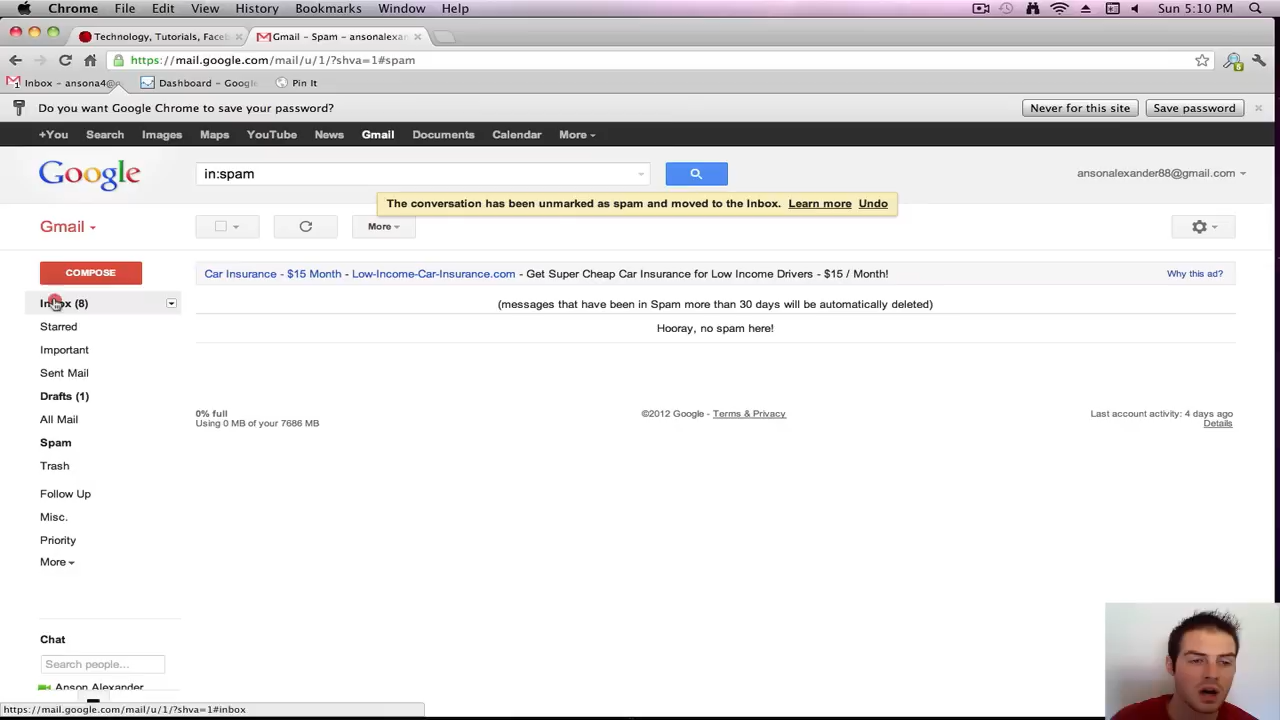 Chrome File Edit View History Bookmarks Window Help Sun 5:10 PM
Technology, Tutorials, Faceb Gmail - Spam - ansonalexan
https://mail.google.com/mail/u/1/?shva=1#spam
Inbox - ansona4@ Dashboard - Google Pin It
Do you want Google Chrome to save your password? Never for this site Save password
+You Search Images Maps YouTube News Gmail Documents Calendar More
Google in:spam ansonalexander88@gmail.com
The conversation has been unmarked as spam and moved to the Inbox. Learn more Undo
Gmail More
COMPOSE
Car Insurance - $15 Month - Low-Income-Car-Insurance.com - Get Super Cheap Car Insurance for Low Income Drivers - $15 / Month! Why this ad?
Inbox (8)
(messages that have been in Spam more than 30 days will be automatically deleted)
Starred
Hooray, no spam here!
Important
Sent Mail
Drafts (1)
All Mail
0% full
Using 0 MB of your 7686 MB
©2012 Google - Terms & Privacy
Last account activity: 4 days ago
Details
Spam
Trash
Follow Up
Misc.
Priority
More
Chat
Search people...
Anson Alexander
https://mail.google.com/mail/u/1/?shva=1#inbox